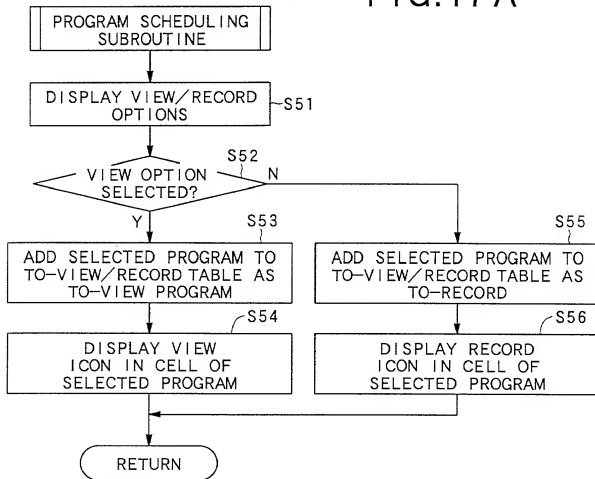 FIG. 17A
PROGRAM SCHEDULING
SUBROUTINE
DISPLAY VIEW/RECORD
OPTIONS
S51
S52
VIEW OPTION
SELECTED?
N
Y
S53
ADD SELECTED PROGRAM TO
TO-VIEW/RECORD TABLE AS
TO-VIEW PROGRAM
S55
ADD SELECTED PROGRAM TO
TO-VIEW/RECORD TABLE AS
TO-RECORD
S54
DISPLAY VIEW
ICON IN CELL OF
SELECTED PROGRAM
S56
DISPLAY RECORD
ICON IN CELL OF
SELECTED PROGRAM
RETURN